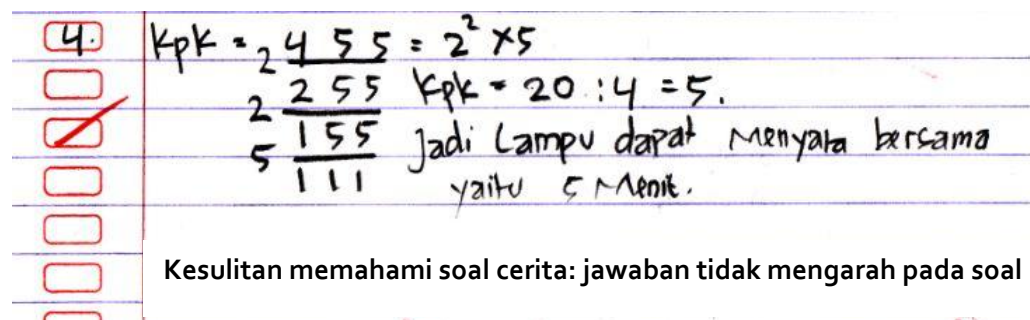 4. KPK = 2 4 5 5 = 2² × 5
2 2 5 5 KPK = 20 : 4 = 5.
5 1 5 5 Jadi Lampu dapat Menyala bersama
1 1 1 yaitu 5 Menit.
Kesulitan memahami soal cerita: jawaban tidak mengarah pada soal